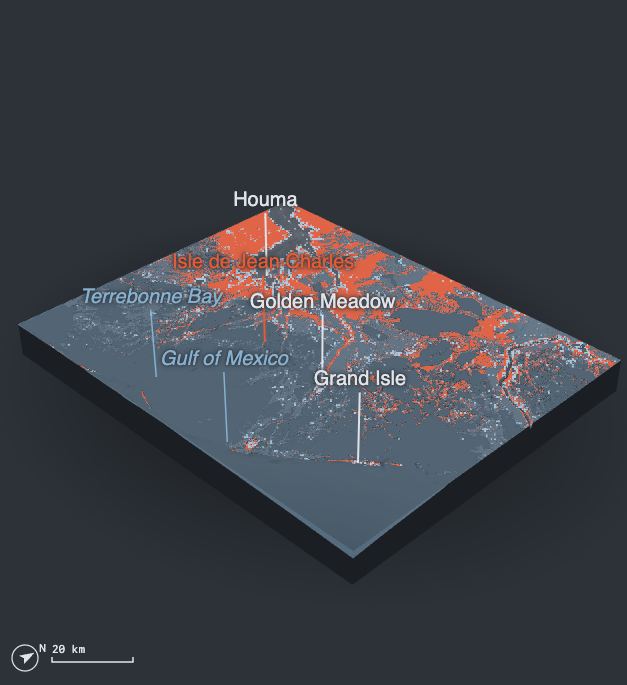 Houma
Isle de Jean Charles
Terrebonne Bay
Golden Meadow
Gulf of Mexico
Grand Isle
N 20 km